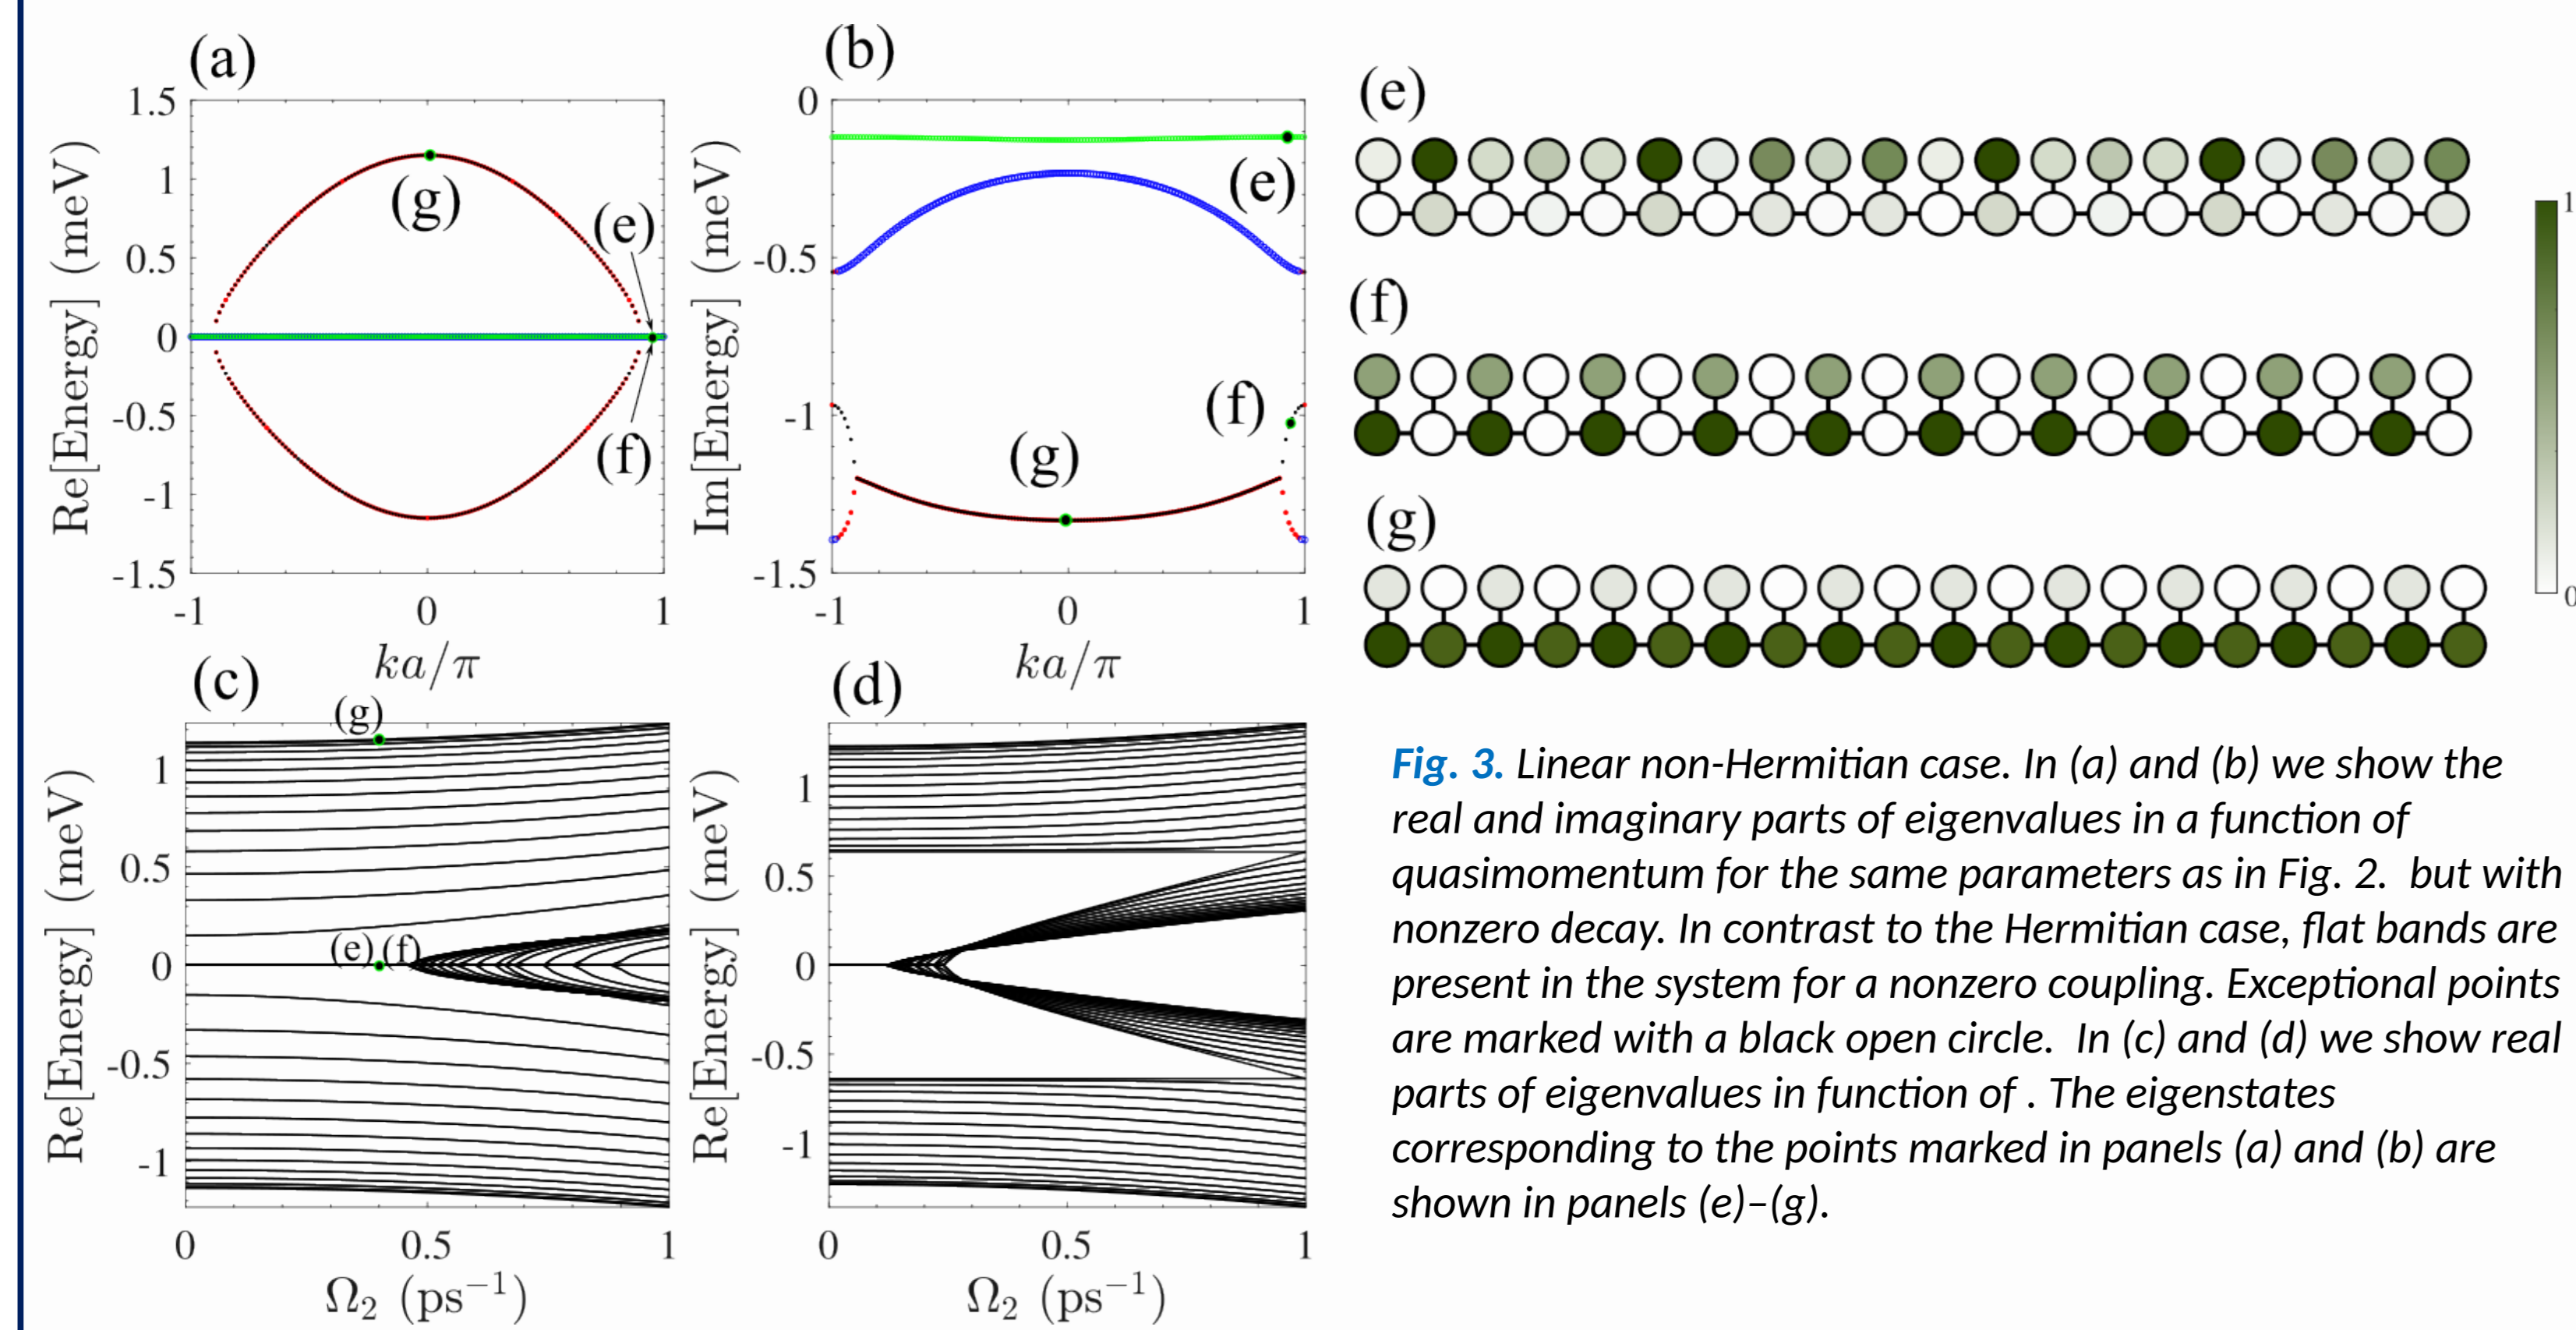 (a)
1.5
1
0.5
0
-0.5
-1
-1.5
Re[Energy] (meV)
(g)
(e)
(f)
-1
0
1
ka/π
(b)
0
-0.5
-1
-1.5
Im[Energy] (meV)
(e)
(f)
(g)
-1
0
1
ka/π
(c)
(g)
1
0.5
0
-0.5
-1
Re[Energy] (meV)
(e) (f)
0
0.5
1
Ω₂ (ps⁻¹)
(d)
1
0.5
0
-0.5
-1
Re[Energy] (meV)
0
0.5
1
Ω₂ (ps⁻¹)
(e)
(f)
(g)
1
0
Fig. 3. Linear non-Hermitian case. In (a) and (b) we show the
real and imaginary parts of eigenvalues in a function of
quasimomentum for the same parameters as in Fig. 2. but with
nonzero decay. In contrast to the Hermitian case, flat bands are
present in the system for a nonzero coupling. Exceptional points
are marked with a black open circle. In (c) and (d) we show real
parts of eigenvalues in function of . The eigenstates
corresponding to the points marked in panels (a) and (b) are
shown in panels (e)–(g).